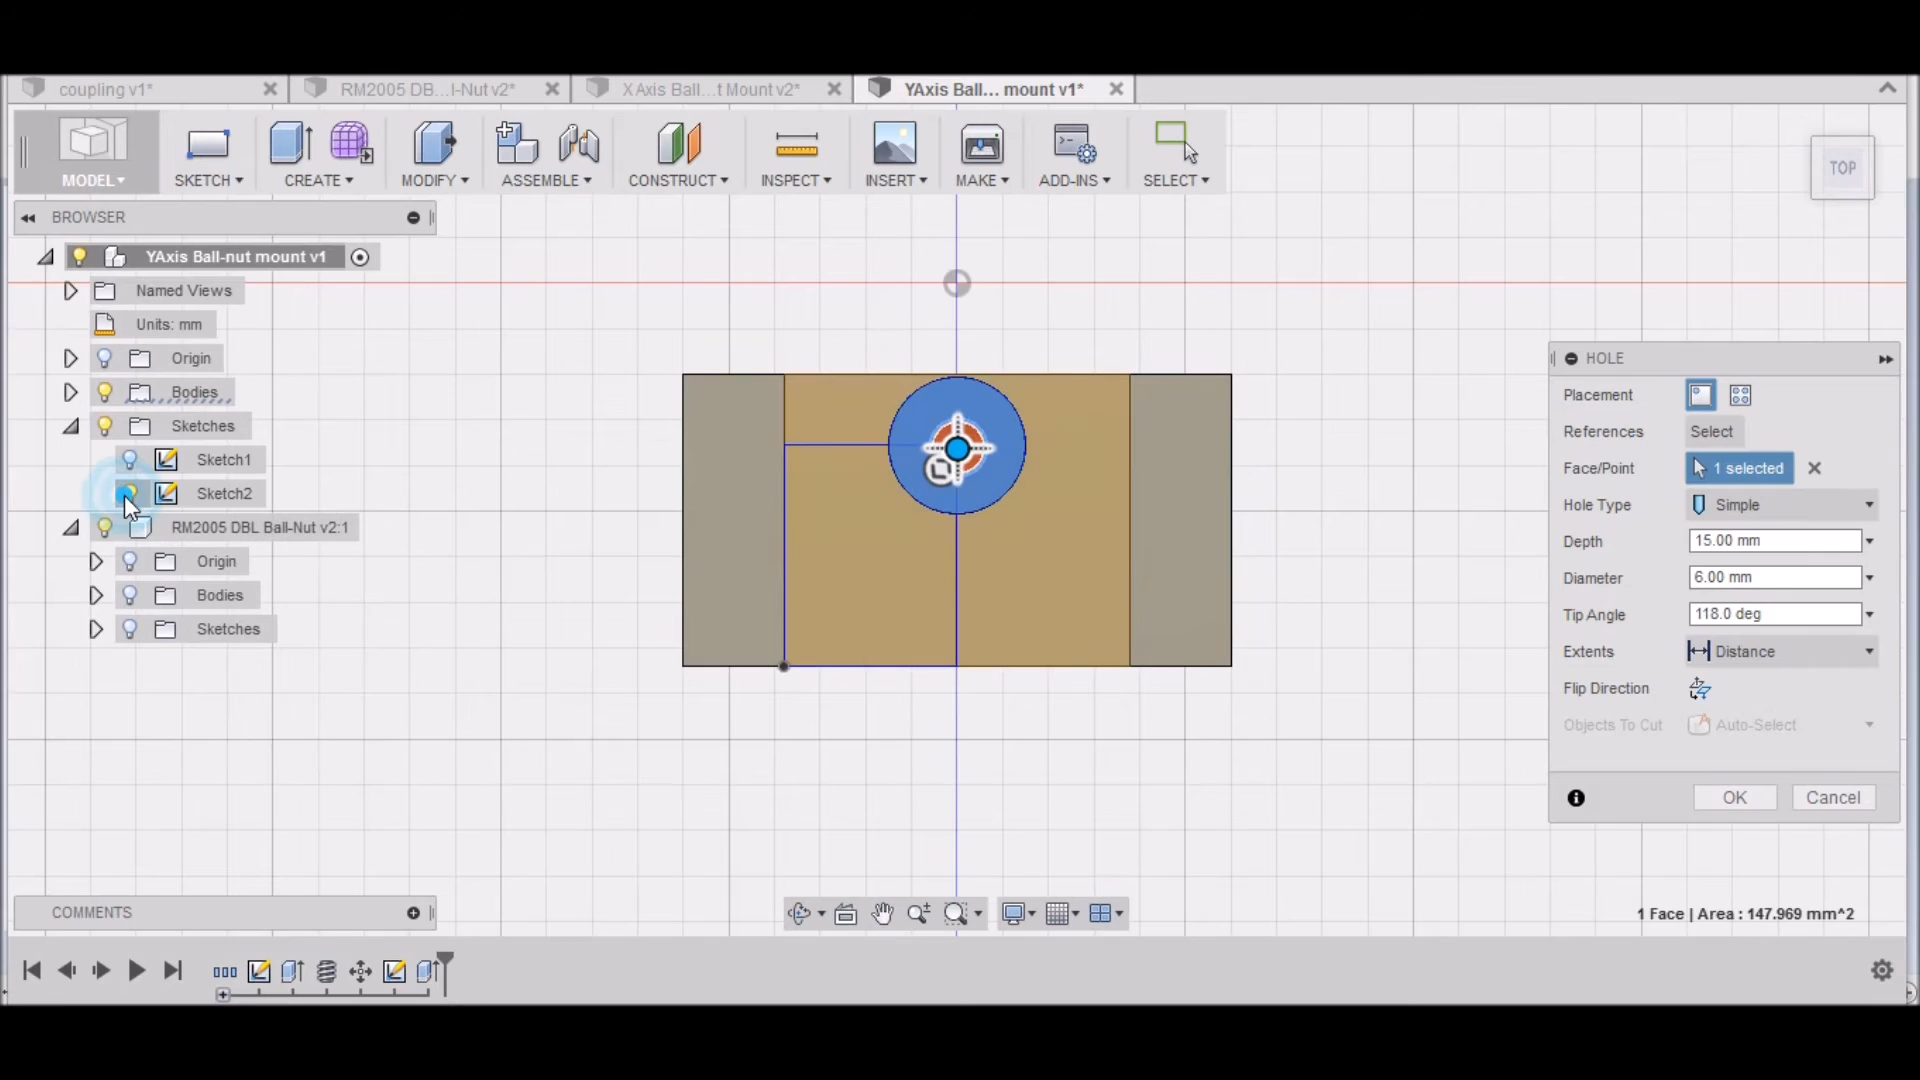 coupling v1*
RM2005 DB...l-Nut v2*
XAxis Ball...t Mount v2*
YAxis Ball... mount v1*
MODEL
SKETCH
CREATE
MODIFY
ASSEMBLE
CONSTRUCT
INSPECT
INSERT
MAKE
ADD-INS
SELECT
TOP
BROWSER
YAxis Ball-nut mount v1
Named Views
Units: mm
Origin
Bodies
Sketches
Sketch1
Sketch2
RM2005 DBL Ball-Nut v2:1
Origin
Bodies
Sketches
HOLE
Placement
References Select
Face/Point 1 selected
Hole Type Simple
Depth 15.00 mm
Diameter 6.00 mm
Tip Angle 118.0 deg
Extents Distance
Flip Direction
Objects To Cut Auto-Select
OK Cancel
COMMENTS
1 Face | Area : 147.969 mm^2